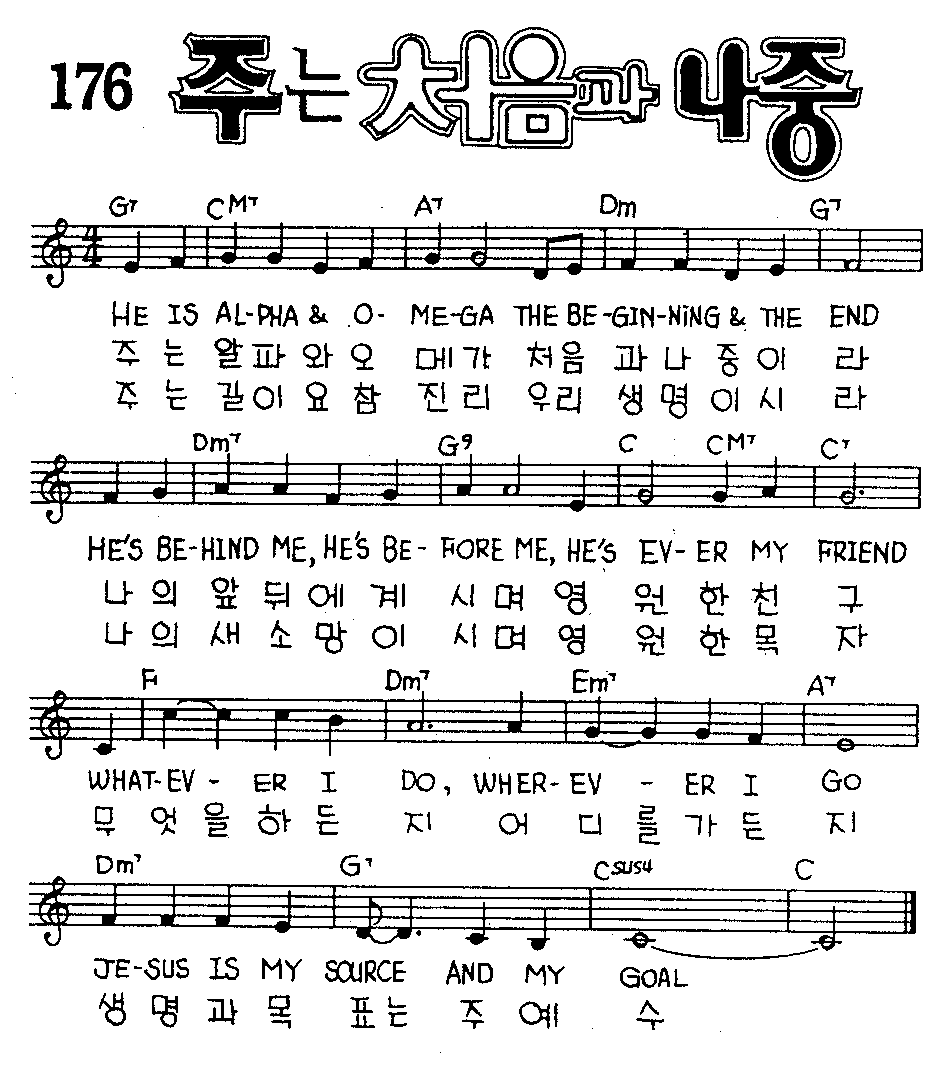 176 주는 처음과 나중
G7 CM7 A7 Dm G7
HE IS AL-PHA & O- ME-GA THE BE-GIN-NiNG & THE END
주 는 알 파 와 오 메 가 처 음 과 나 중 이 라
주 는 길 이 요 참 진 리 우 리 생 명 이 시 라
Dm7 G9 C CM7 C7
HE'S BE-HIND ME, HE'S BE- FORE ME, HE'S EV- ER MY FRIEND
나 의 앞 뒤 에 계 시 며 영 원 한 친 구
나 의 새 소 망 이 시 며 영 원 한 목 자
F Dm7 Em7 A7
WHAT-EV - ER I DO, WHER-EV - ER I GO
무 엇 을 하 든 지 어 디 를 가 든 지
Dm7 G7 Csus4 C
JE-SUS IS MY SOURCE AND MY GOAL
생 명 과 목 표 는 주 예 수